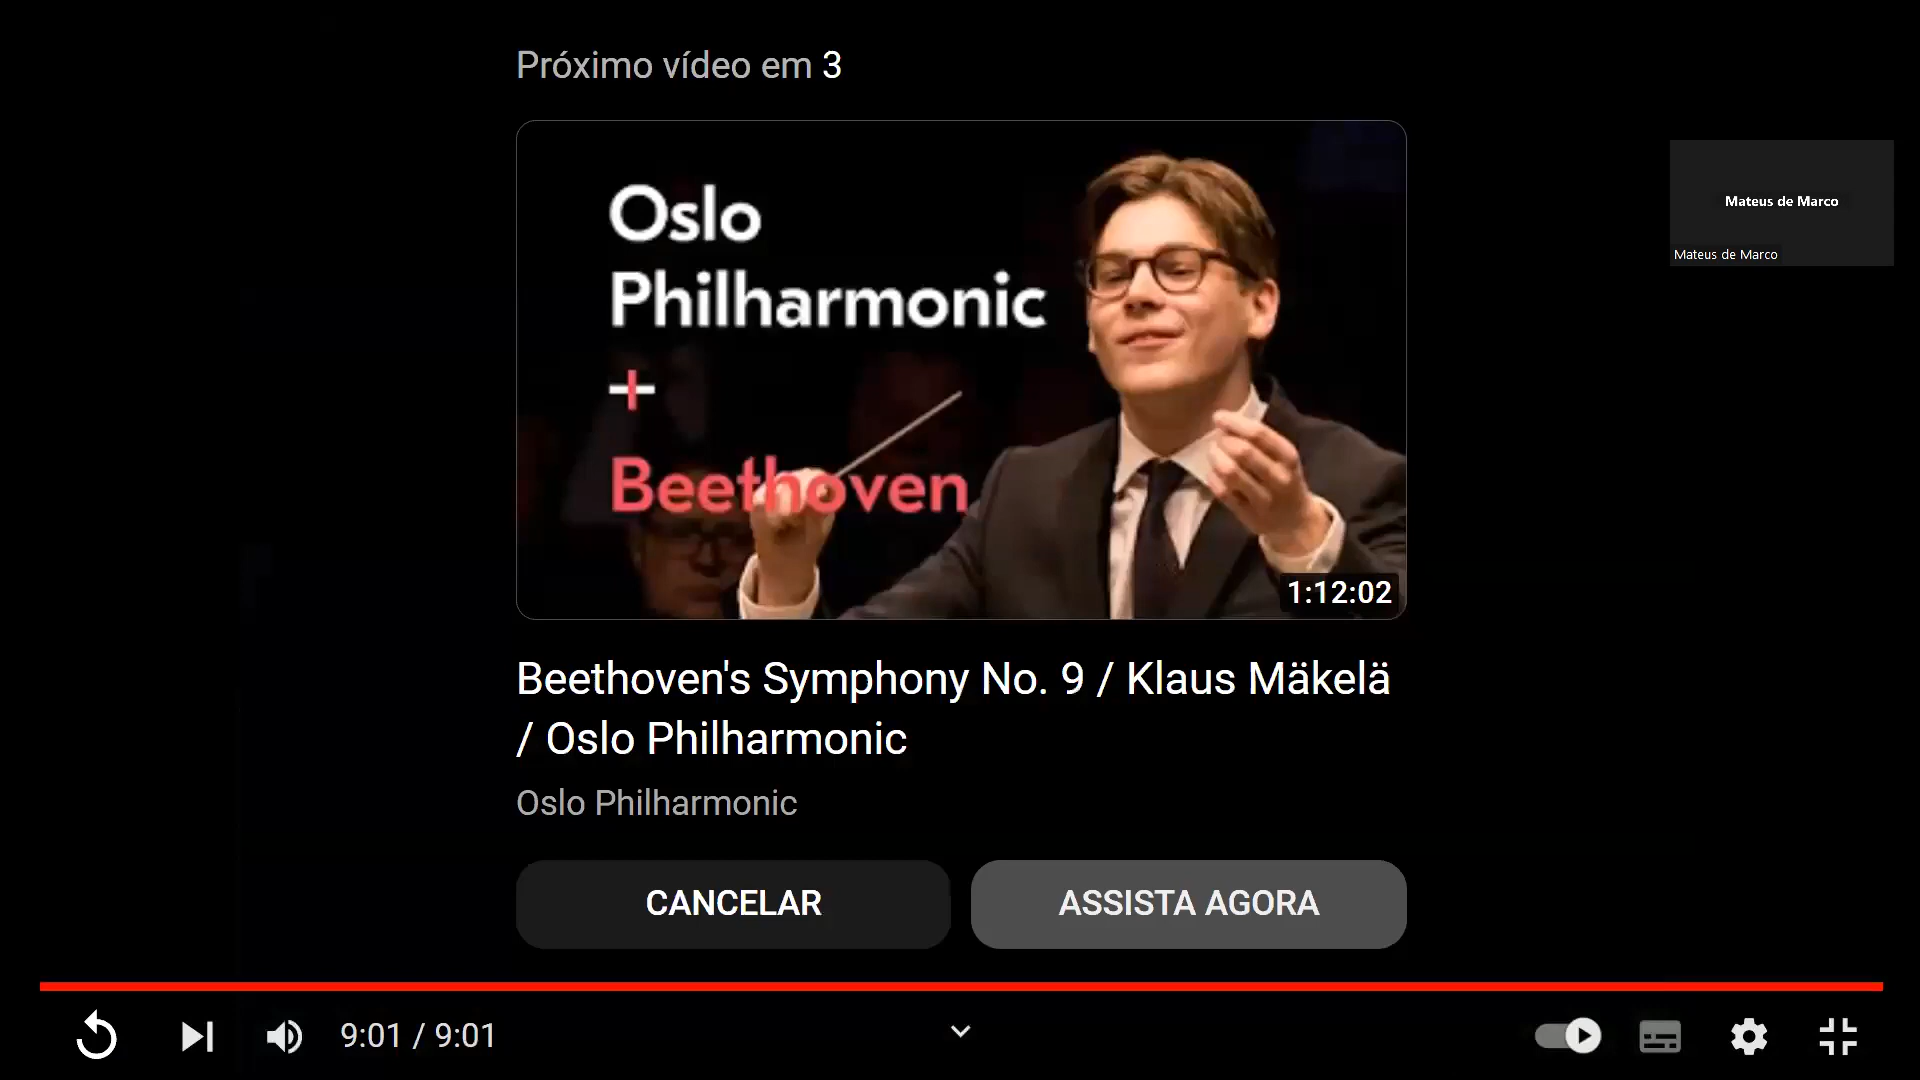 Próximo vídeo em 3
Oslo
Philharmonic
+
Beethoven
1:12:02
Mateus de Marco
Mateus de Marco
Beethoven's Symphony No. 9 / Klaus Mäkelä
/ Oslo Philharmonic
Oslo Philharmonic
CANCELAR
ASSISTA AGORA
9:01 / 9:01